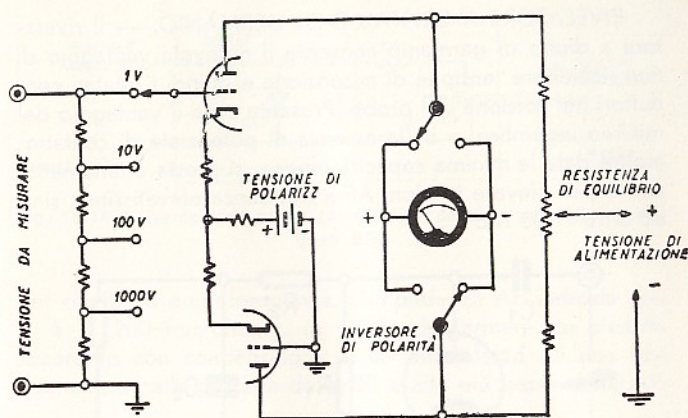 TENSIONE DA MISURARE
1V
10V
100V
1000V
TENSIONE DI
POLARIZZ
+
+
-
INVERSORE
DI POLARITÀ
RESISTENZA
DI EQUILIBRIO
+
TENSIONE DI
ALIMENTAZIONE
-